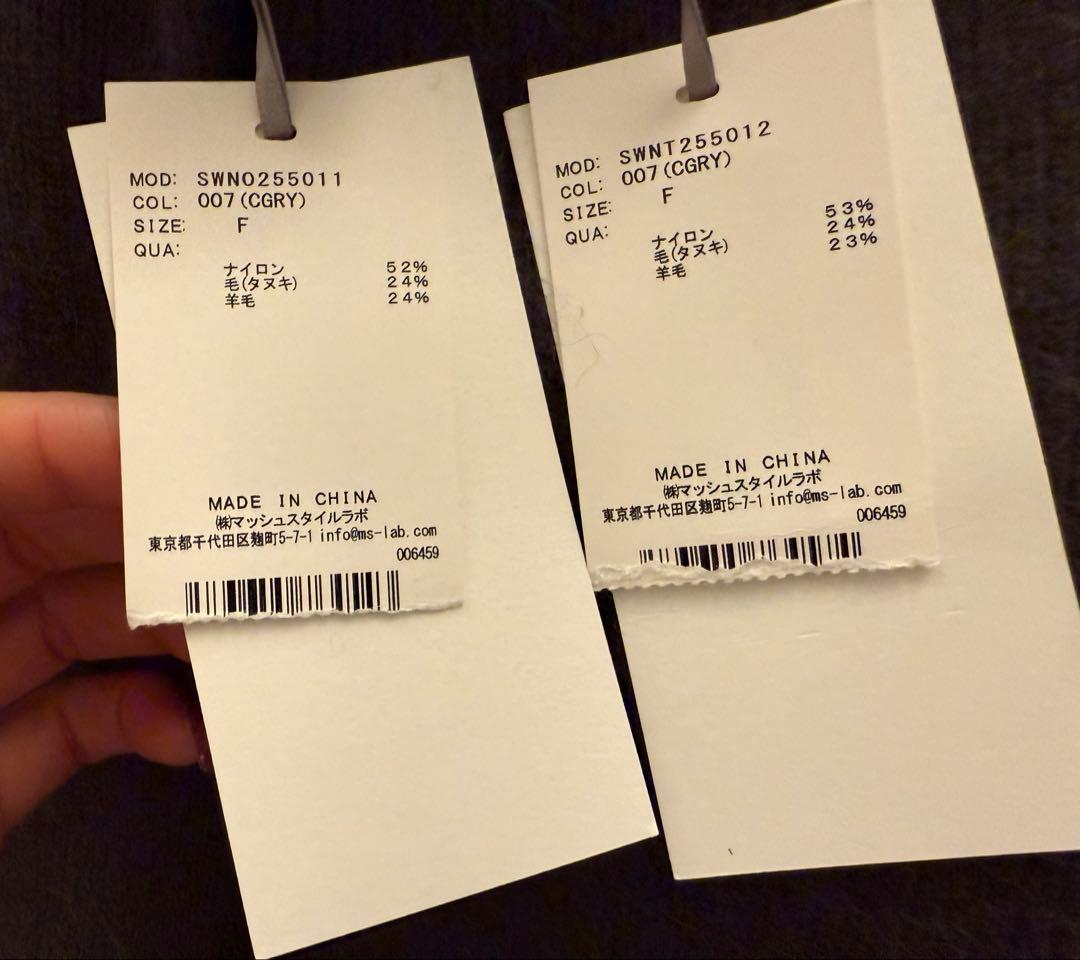 MOD: SWNO255011
COL: 007(CGRY)
SIZE: F
QUA:
ナイロン 52%
毛(タヌキ) 24%
羊毛 24%
MADE IN CHINA
㈱マッシュスタイルラボ
東京都千代田区麹町5-7-1 info@ms-lab.com
006459
MOD: SWNT255012
COL: 007(CGRY)
SIZE: F
QUA:
ナイロン 53%
毛(タヌキ) 24%
羊毛 23%
MADE IN CHINA
㈱マッシュスタイルラボ
東京都千代田区麹町5-7-1 info@ms-lab.com
006459